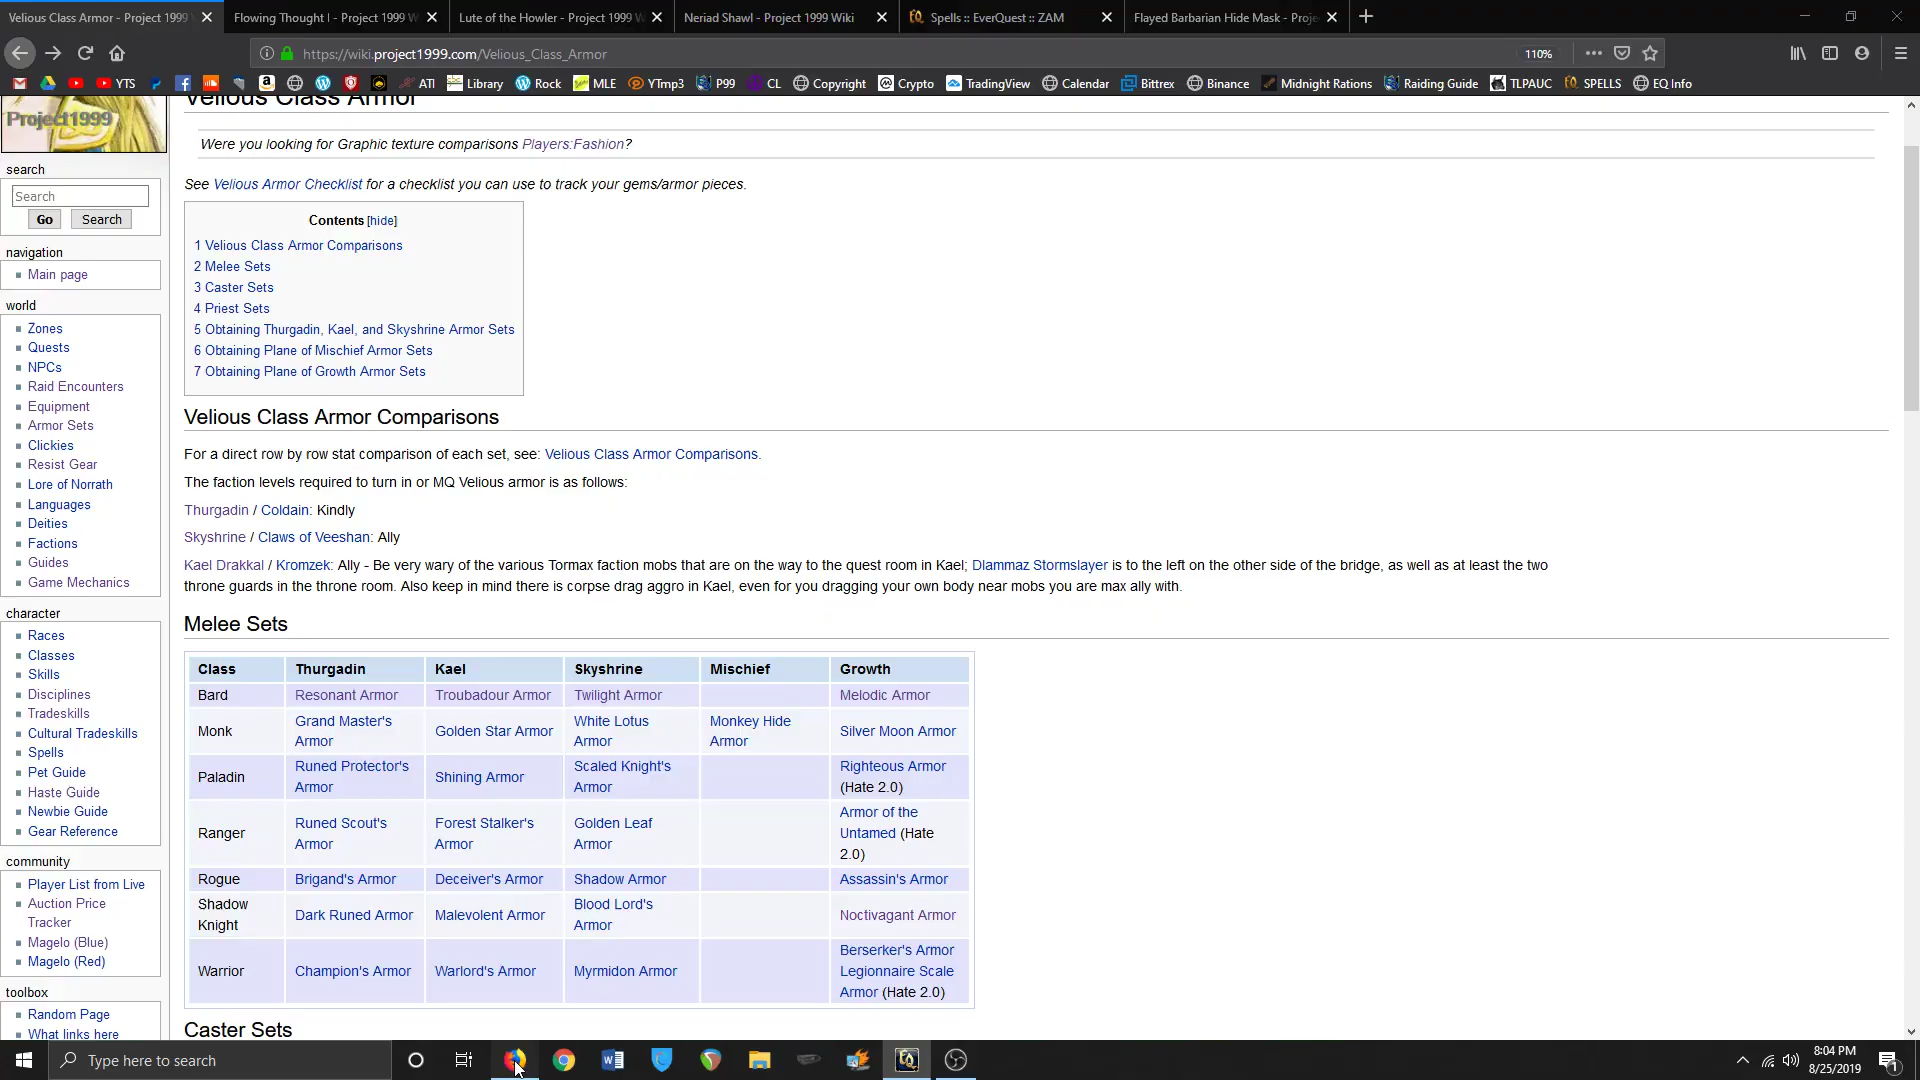 Velious Class Armor - Project 1999
Flowing Thought I - Project 1999 W
Lute of the Howler - Project 1999 W
Neriad Shawl - Project 1999 Wiki
Spells :: EverQuest :: ZAM
Flayed Barbarian Hide Mask - Proje
https://wiki.project1999.com/Velious_Class_Armor
110%
YTS
ATI
Library
Rock
MLE
YTmp3
P99
CL
Copyright
Crypto
TradingView
Calendar
Bittrex
Binance
Midnight Rations
Raiding Guide
TLPAUC
SPELLS
EQ Info
Project1999
search
Search
Go
Search
navigation
Main page
world
Zones
Quests
NPCs
Raid Encounters
Equipment
Armor Sets
Clickies
Resist Gear
Lore of Norrath
Languages
Deities
Factions
Guides
Game Mechanics
character
Races
Classes
Skills
Disciplines
Tradeskills
Cultural Tradeskills
Spells
Pet Guide
Haste Guide
Newbie Guide
Gear Reference
community
Player List from Live
Auction Price
Tracker
Magelo (Blue)
Magelo (Red)
toolbox
Random Page
What links here
Velious Class Armor
Were you looking for Graphic texture comparisons Players:Fashion?
See Velious Armor Checklist for a checklist you can use to track your gems/armor pieces.
Contents [hide]
1 Velious Class Armor Comparisons
2 Melee Sets
3 Caster Sets
4 Priest Sets
5 Obtaining Thurgadin, Kael, and Skyshrine Armor Sets
6 Obtaining Plane of Mischief Armor Sets
7 Obtaining Plane of Growth Armor Sets
Velious Class Armor Comparisons
For a direct row by row stat comparison of each set, see: Velious Class Armor Comparisons.
The faction levels required to turn in or MQ Velious armor is as follows:
Thurgadin / Coldain: Kindly
Skyshrine / Claws of Veeshan: Ally
Kael Drakkal / Kromzek: Ally - Be very wary of the various Tormax faction mobs that are on the way to the quest room in Kael; Dlammaz Stormslayer is to the left on the other side of the bridge, as well as at least the two
throne guards in the throne room. Also keep in mind there is corpse drag aggro in Kael, even for you dragging your own body near mobs you are max ally with.
Melee Sets
Class Thurgadin Kael Skyshrine Mischief Growth
Bard Resonant Armor Troubadour Armor Twilight Armor Melodic Armor
Monk Grand Master's Armor Golden Star Armor White Lotus Armor Monkey Hide Armor Silver Moon Armor
Paladin Runed Protector's Armor Shining Armor Scaled Knight's Armor Righteous Armor (Hate 2.0)
Ranger Runed Scout's Armor Forest Stalker's Armor Golden Leaf Armor Armor of the Untamed (Hate 2.0)
Rogue Brigand's Armor Deceiver's Armor Shadow Armor Assassin's Armor
Shadow Knight Dark Runed Armor Malevolent Armor Blood Lord's Armor Noctivagant Armor
Warrior Champion's Armor Warlord's Armor Myrmidon Armor Berserker's Armor Legionnaire Scale Armor (Hate 2.0)
Caster Sets
Type here to search
8:04 PM
8/25/2019
1